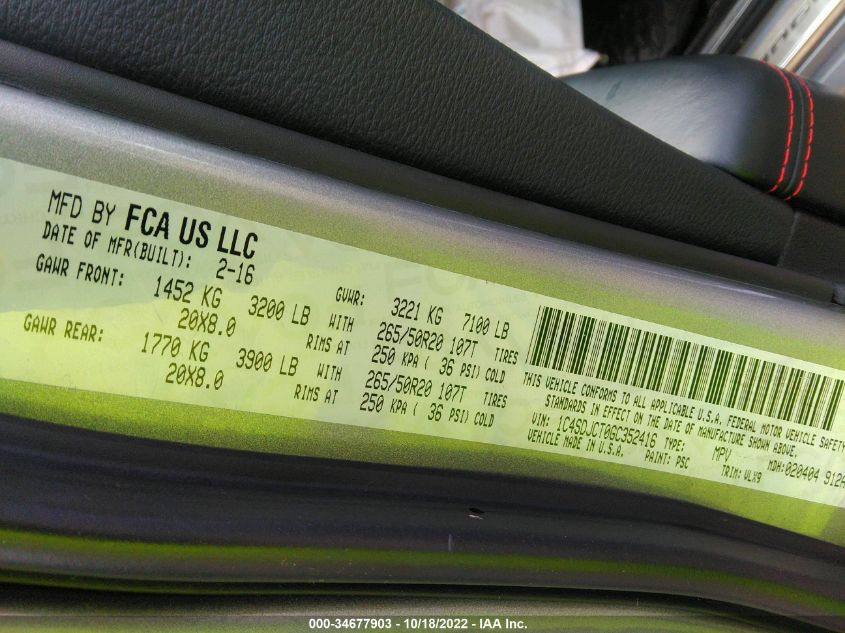 MFD BY FCA US LLC
DATE OF MFR(BUILT): 2-16
GAWR FRONT: 1452 KG 3200 LB GVWR: 3221 KG 7100 LB
20X8.0 RIMS AT WITH 265/50R20 107T TIRES
250 KPA ( 36 PSI) COLD
GAWR REAR: 1770 KG 3900 LB WITH 265/50R20 107T TIRES
20X8.0 RIMS AT 250 KPA ( 36 PSI) COLD
THIS VEHICLE CONFORMS TO ALL APPLICABLE U.S.A. FEDERAL MOTOR VEHICLE SAFETY
STANDARDS IN EFFECT ON THE DATE OF MANUFACTURE SHOWN ABOVE.
VIN: 1C4SDJCT0GC352416 TYPE: MPV MDH:020404 912A
VEHICLE MADE IN U.S.A. PAINT: PSC TRIM: VLX9
000-34677903 - 10/18/2022 - IAA Inc.